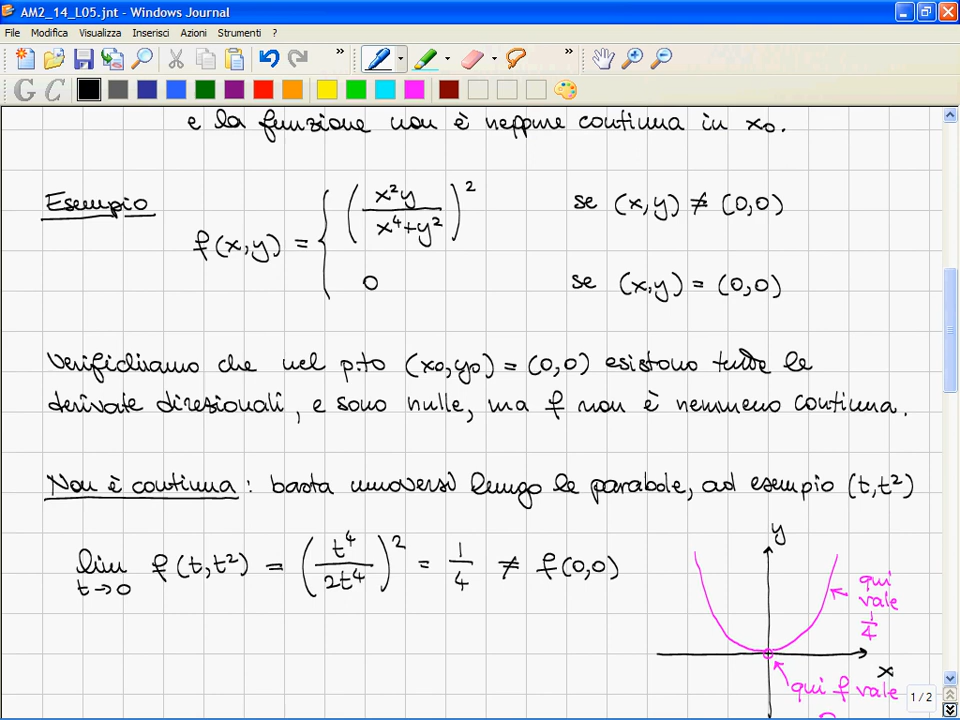 AM2_14_L05.jnt - Windows Journal
File Modifica Visualizza Inserisci Azioni Strumenti ?
G C
e la funzione non è neppure continua in x₀.
Esempio
f(x,y) = { (x²y / (x⁴+y²))² se (x,y) ≠ (0,0)
0 se (x,y) = (0,0)
Verifichiamo che nel p.to (x₀,y₀) = (0,0) esistono tutte le
derivate direzionali, e sono nulle, ma f non è nemmeno continua.
Non è continua : basta muoversi lungo le parabole, ad esempio (t,t²)
lim t→0 f(t,t²) = (t⁴ / 2t⁴)² = 1/4 ≠ f(0,0)
y
qui
vale
1/4
x
qui f vale
1/2